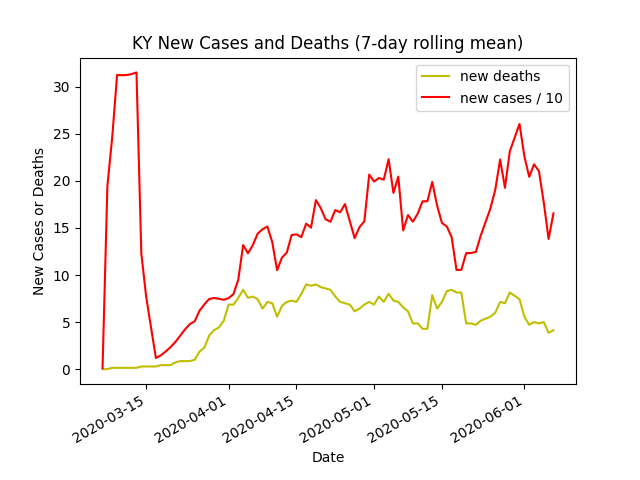 KY New Cases and Deaths (7-day rolling mean)
new deaths
new cases / 10
New Cases or Deaths
30
25
20
15
10
5
0
2020-03-15
2020-04-01
2020-04-15
2020-05-01
2020-05-15
2020-06-01
Date